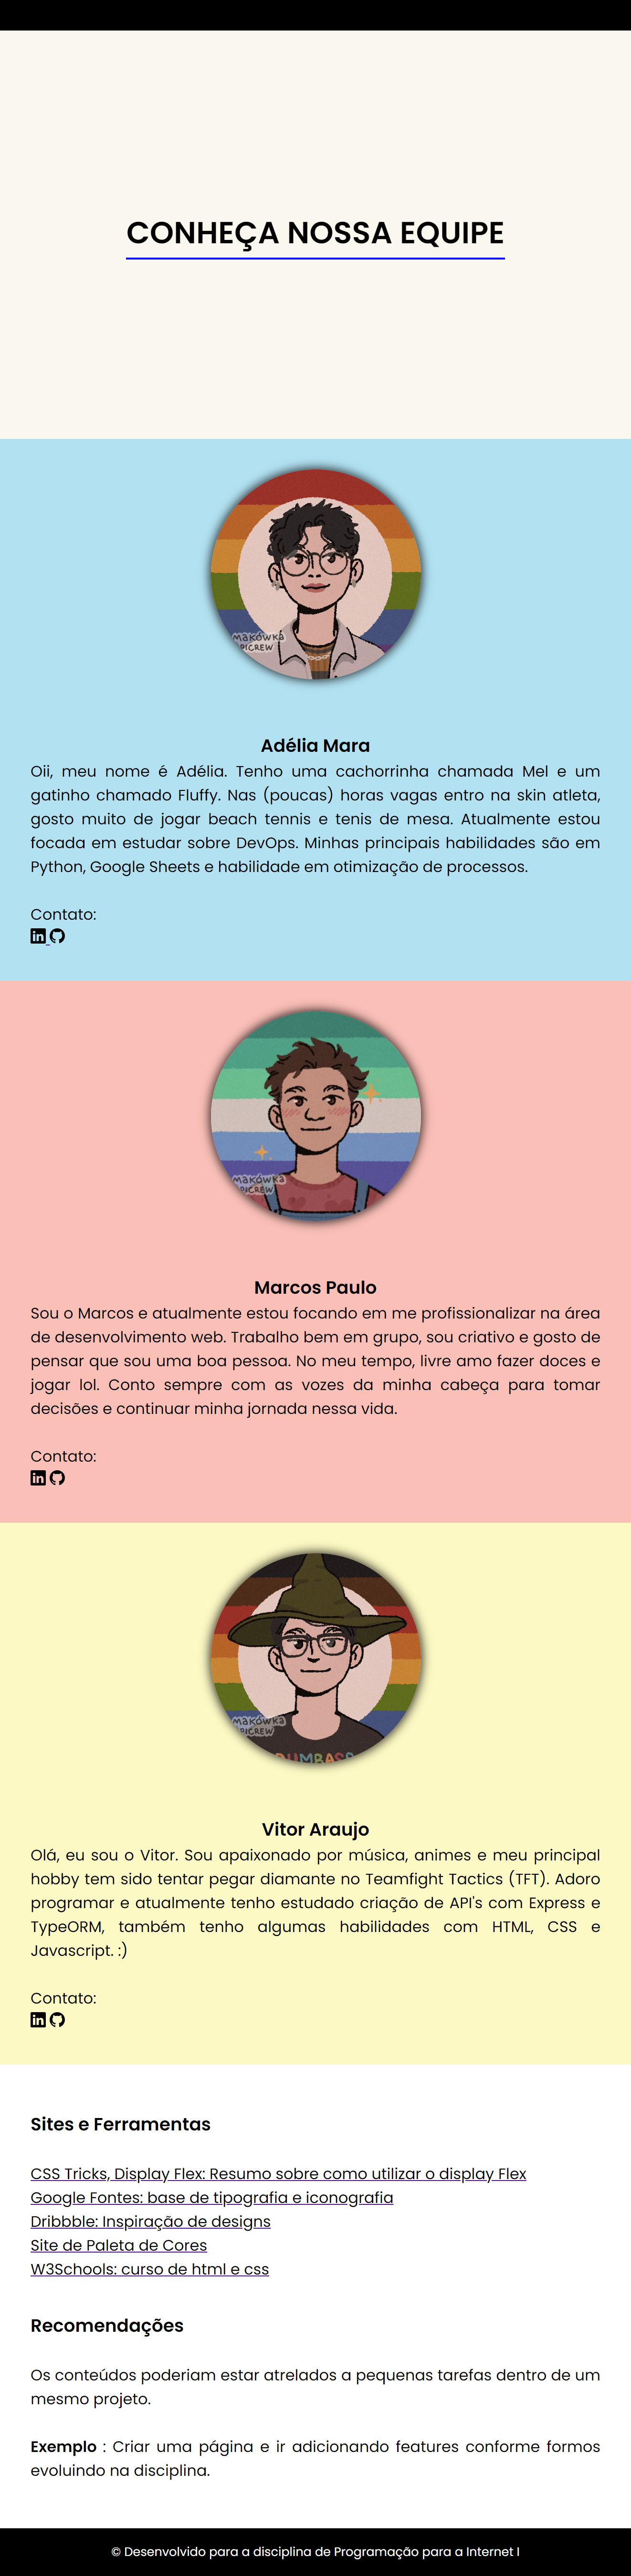 CONHEÇA NOSSA EQUIPE
MAKÓWKA
PICREW
Adélia Mara
Oii, meu nome é Adélia. Tenho uma cachorrinha chamada Mel e um
gatinho chamado Fluffy. Nas (poucas) horas vagas entro na skin atleta,
gosto muito de jogar beach tennis e tenis de mesa. Atualmente estou
focada em estudar sobre DevOps. Minhas principais habilidades são em
Python, Google Sheets e habilidade em otimização de processos.
Contato:
in
MAKÓWKA
PICREW
Marcos Paulo
Sou o Marcos e atualmente estou focando em me profissionalizar na área
de desenvolvimento web. Trabalho bem em grupo, sou criativo e gosto de
pensar que sou uma boa pessoa. No meu tempo, livre amo fazer doces e
jogar lol. Conto sempre com as vozes da minha cabeça para tomar
decisões e continuar minha jornada nessa vida.
Contato:
in
MAKÓWKA
PICREW
DUMBASS
Vitor Araujo
Olá, eu sou o Vitor. Sou apaixonado por música, animes e meu principal
hobby tem sido tentar pegar diamante no Teamfight Tactics (TFT). Adoro
programar e atualmente tenho estudado criação de API's com Express e
TypeORM, também tenho algumas habilidades com HTML, CSS e
Javascript. :)
Contato:
in
Sites e Ferramentas
CSS Tricks, Display Flex: Resumo sobre como utilizar o display Flex
Google Fontes: base de tipografia e iconografia
Dribbble: Inspiração de designs
Site de Paleta de Cores
W3Schools: curso de html e css
Recomendações
Os conteúdos poderiam estar atrelados a pequenas tarefas dentro de um
mesmo projeto.
Exemplo : Criar uma página e ir adicionando features conforme formos
evoluindo na disciplina.
© Desenvolvido para a disciplina de Programação para a Internet I